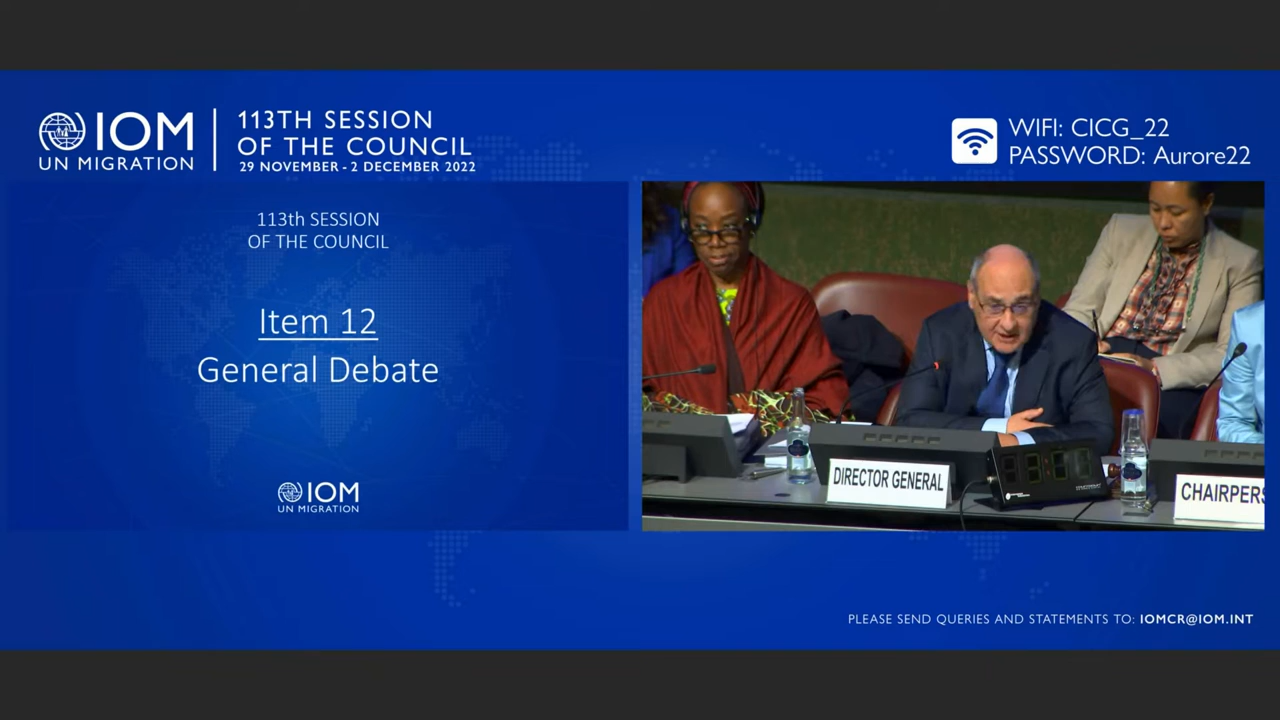 IOM
UN MIGRATION
113TH SESSION
OF THE COUNCIL
29 NOVEMBER - 2 DECEMBER 2022
WIFI: CICG_22
PASSWORD: Aurore22
113th SESSION
OF THE COUNCIL
Item 12
General Debate
IOM
UN MIGRATION
DIRECTOR GENERAL
CHAIRPERS
PLEASE SEND QUERIES AND STATEMENTS TO: IOMCR@IOM.INT